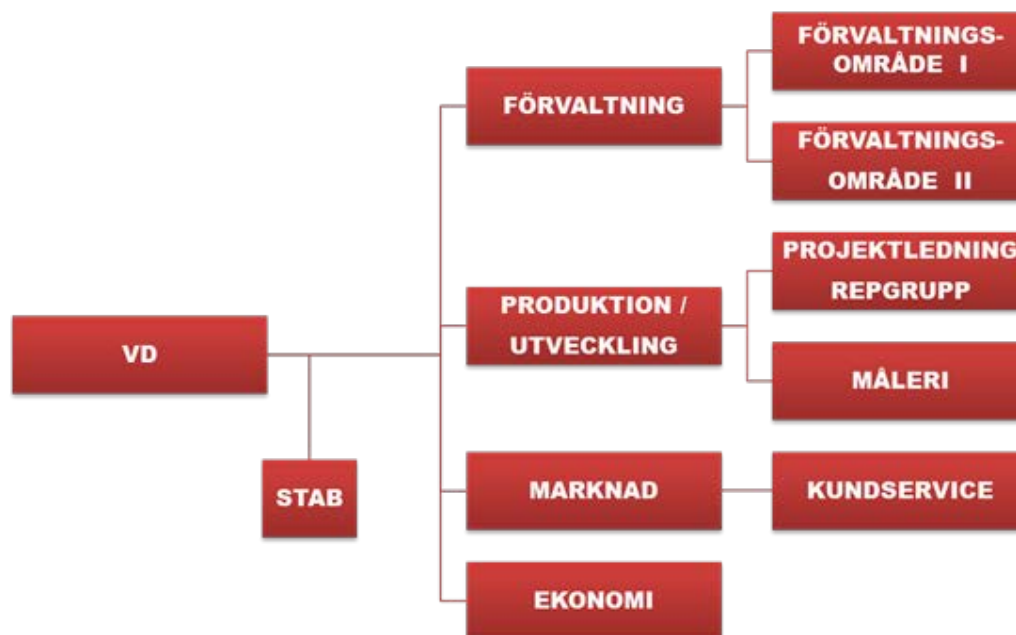 FÖRVALTNINGS-
OMRÅDE I
FÖRVALTNING
FÖRVALTNINGS-
OMRÅDE II
PROJEKTLEDNING
REPGRUPP
PRODUKTION /
UTVECKLING
VD
MÅLERI
STAB
MARKNAD
KUNDSERVICE
EKONOMI